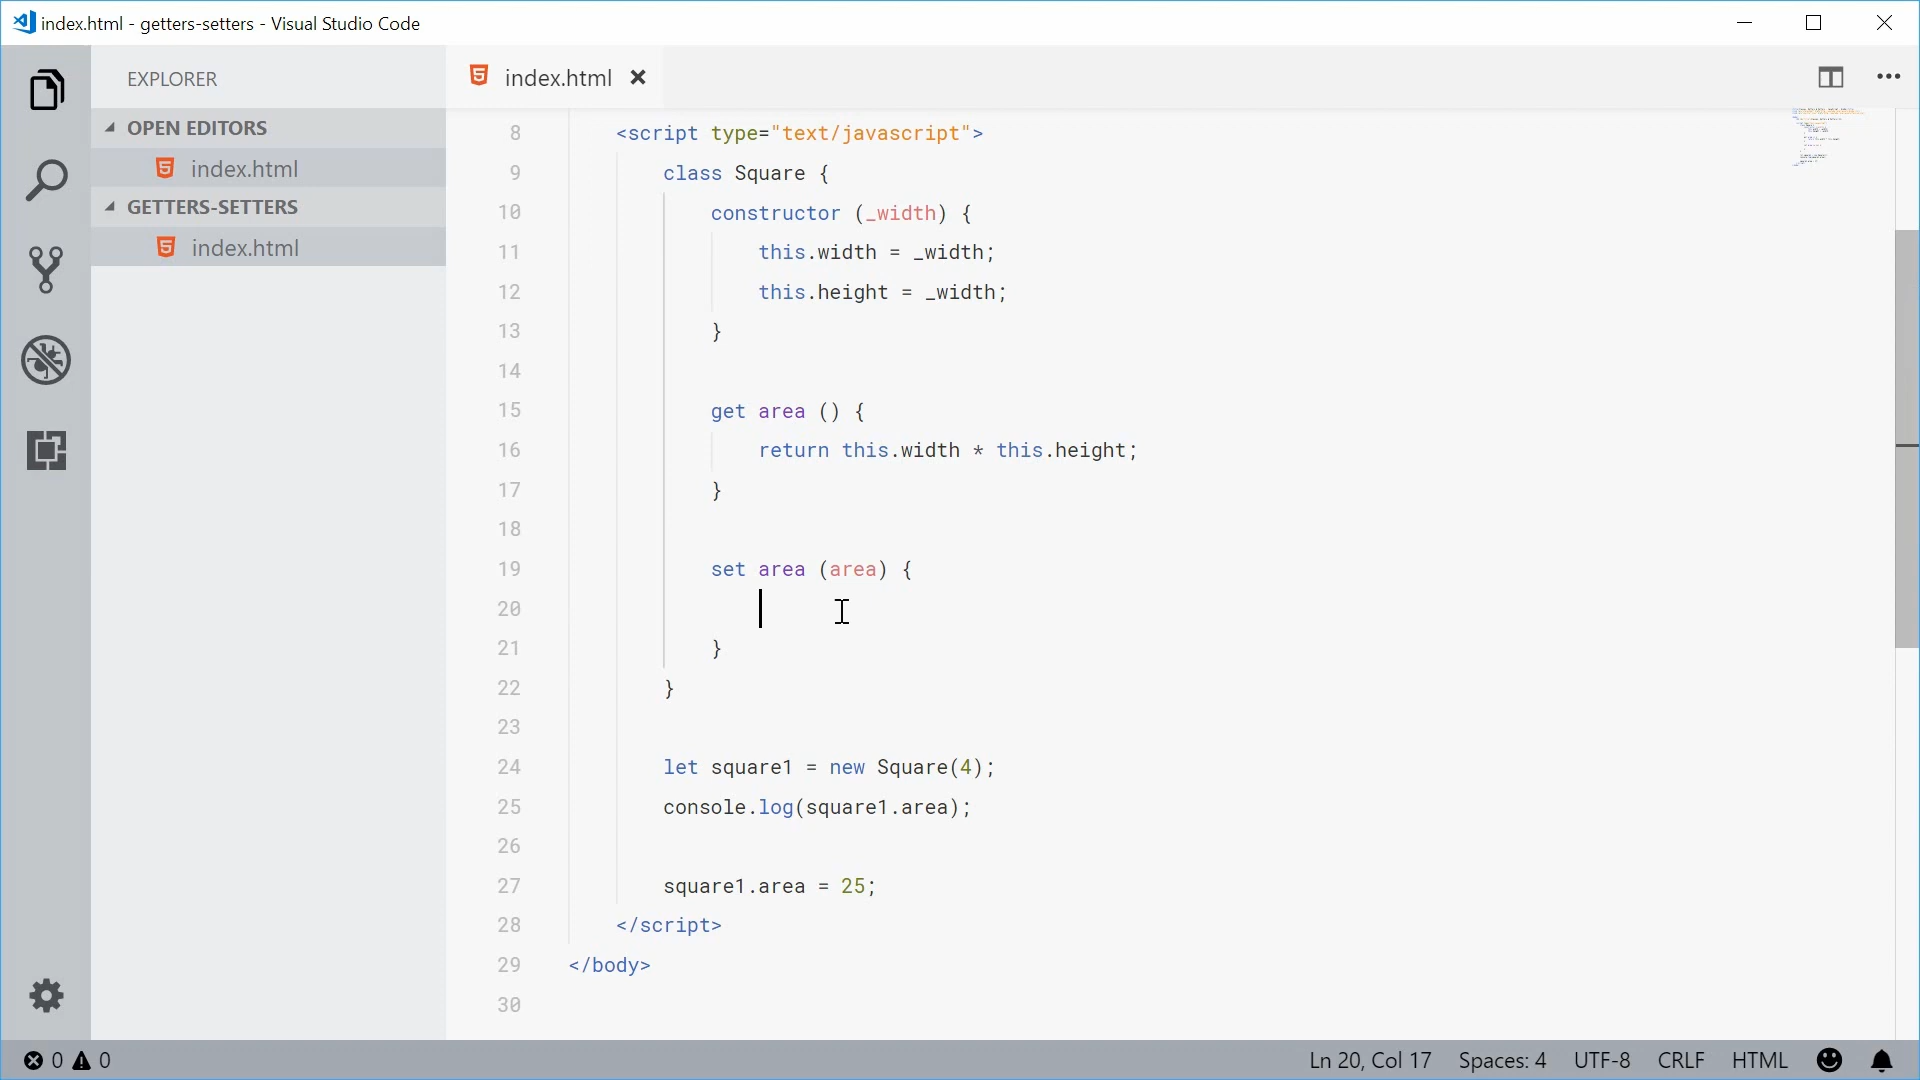 index.html - getters-setters - Visual Studio Code
EXPLORER
OPEN EDITORS
index.html
GETTERS-SETTERS
index.html
index.html
8 <script type="text/javascript">
9 class Square {
10 constructor (_width) {
11 this.width = _width;
12 this.height = _width;
13 }
14
15 get area () {
16 return this.width * this.height;
17 }
18
19 set area (area) {
20
21 }
22 }
23
24 let square1 = new Square(4);
25 console.log(square1.area);
26
27 square1.area = 25;
28 </script>
29 </body>
30
0 0
Ln 20, Col 17 Spaces: 4 UTF-8 CRLF HTML